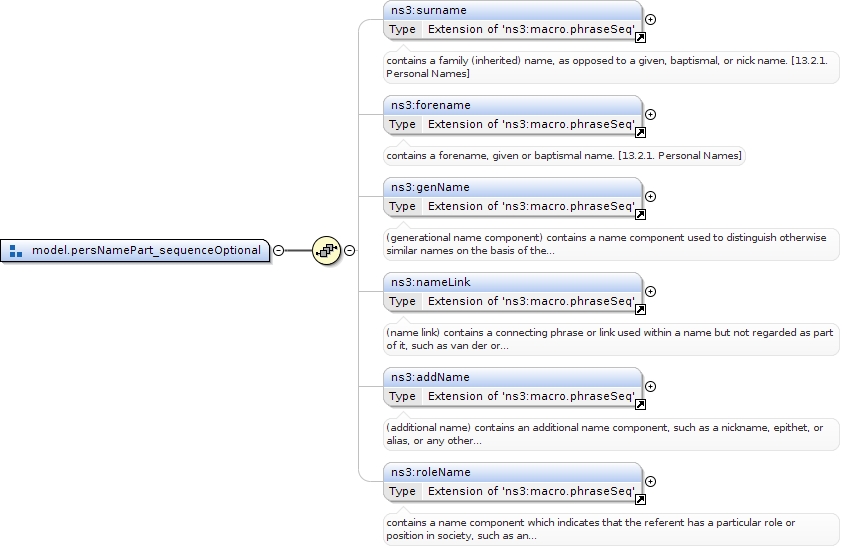 ns3:surname
Type Extension of 'ns3:macro.phraseSeq'
contains a family (inherited) name, as opposed to a given, baptismal, or nick name. [13.2.1.
Personal Names]
ns3:forename
Type Extension of 'ns3:macro.phraseSeq'
contains a forename, given or baptismal name. [13.2.1. Personal Names]
ns3:genName
Type Extension of 'ns3:macro.phraseSeq'
(generational name component) contains a name component used to distinguish otherwise
similar names on the basis of the...
model.persNamePart_sequenceOptional
ns3:nameLink
Type Extension of 'ns3:macro.phraseSeq'
(name link) contains a connecting phrase or link used within a name but not regarded as part
of it, such as van der or...
ns3:addName
Type Extension of 'ns3:macro.phraseSeq'
(additional name) contains an additional name component, such as a nickname, epithet, or
alias, or any other...
ns3:roleName
Type Extension of 'ns3:macro.phraseSeq'
contains a name component which indicates that the referent has a particular role or
position in society, such as an...